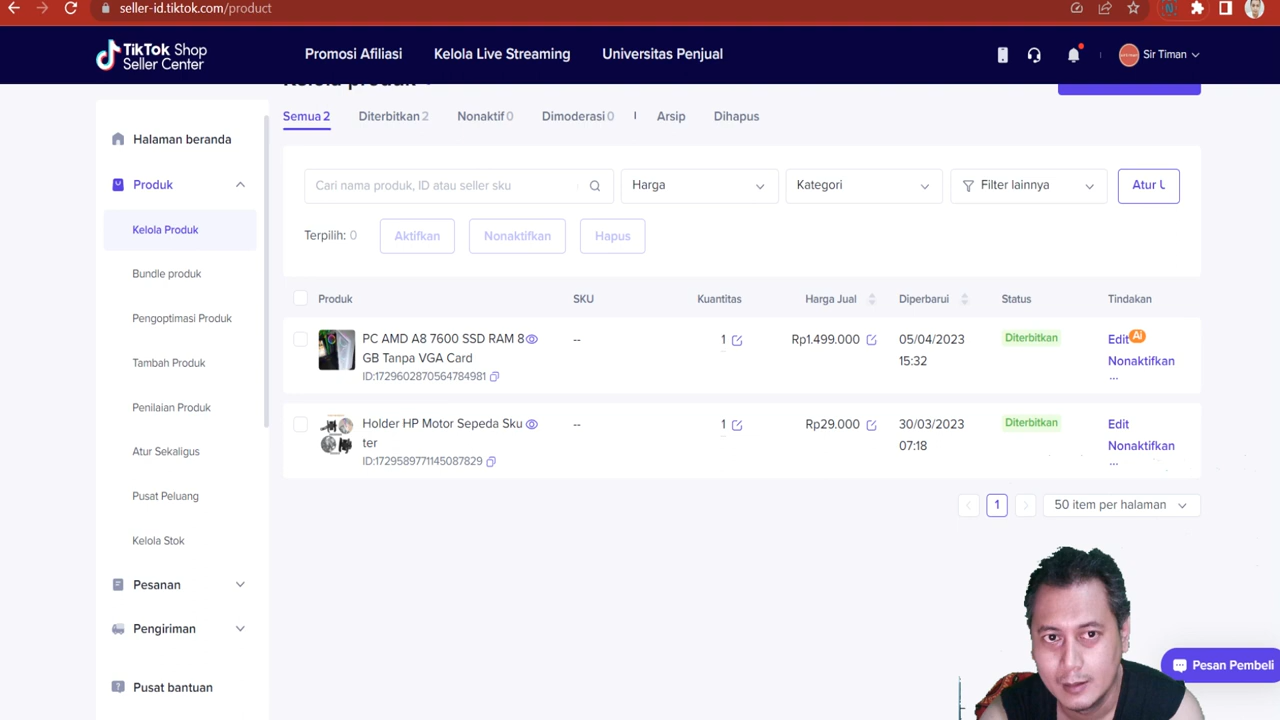 seller-id.tiktok.com/product
TikTok Shop
Seller Center
Promosi Afiliasi
Kelola Live Streaming
Universitas Penjual
Sir Timan
Kelola produk
Semua 2
Diterbitkan 2
Nonaktif 0
Dimoderasi 0
Arsip
Dihapus
Halaman beranda
Produk
Kelola Produk
Bundle produk
Pengoptimasi Produk
Tambah Produk
Penilaian Produk
Atur Sekaligus
Pusat Peluang
Kelola Stok
Pesanan
Pengiriman
Pusat bantuan
Cari nama produk, ID atau seller sku
Harga
Kategori
Filter lainnya
Atur
Terpilih: 0
Aktifkan
Nonaktifkan
Hapus
Produk
SKU
Kuantitas
Harga Jual
Diperbarui
Status
Tindakan
PC AMD A8 7600 SSD RAM 8
GB Tanpa VGA Card
ID:1729602870564784981
--
1
Rp1.499.000
05/04/2023
15:32
Diterbitkan
Edit Ai
Nonaktifkan
...
Holder HP Motor Sepeda Sku
ter
ID:1729589771145087829
--
1
Rp29.000
30/03/2023
07:18
Diterbitkan
Edit
Nonaktifkan
...
1
50 item per halaman
Pesan Pembeli